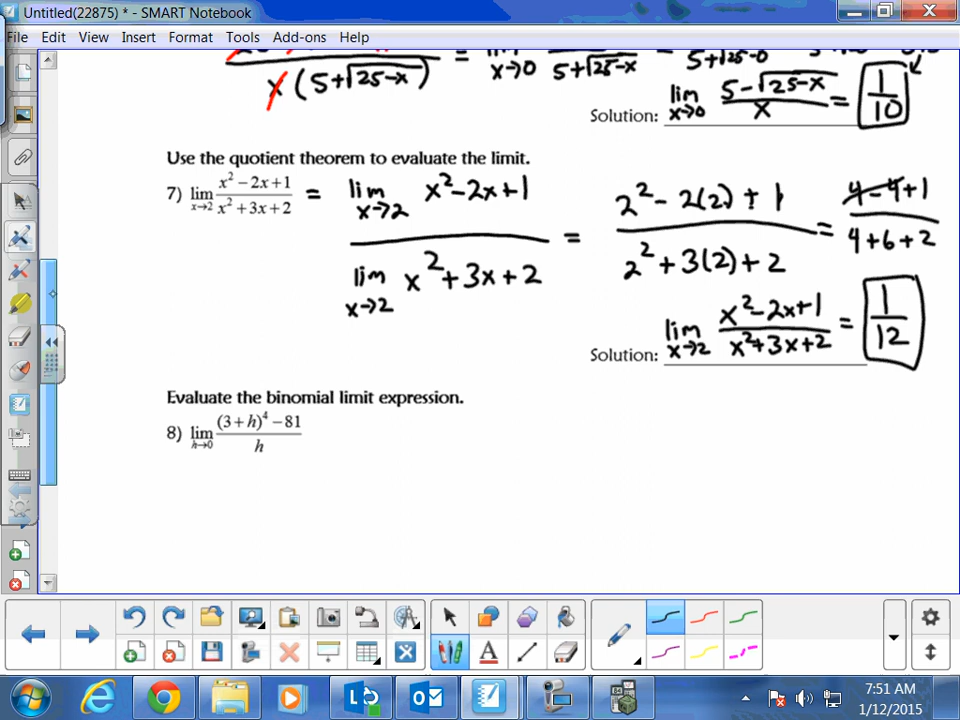 Untitled(22875) * - SMART Notebook
File Edit View Insert Format Tools Add-ons Help
x (5+√25-x) = lim x→0 5+√25-x 5+√25-0
Solution: lim x→0 5-√25-x / x = 1/10
Use the quotient theorem to evaluate the limit.
7) lim x→2 x² - 2x + 1 / x² + 3x + 2 = lim x→2 x²-2x+1 / lim x→2 x²+3x+2 = 2²-2(2)+1 / 2²+3(2)+2 = 4-4+1 / 4+6+2
Solution: lim x→2 x²-2x+1 / x²+3x+2 = 1/12
Evaluate the binomial limit expression.
8) lim h→0 (3+h)⁴ - 81 / h
7:51 AM
1/12/2015